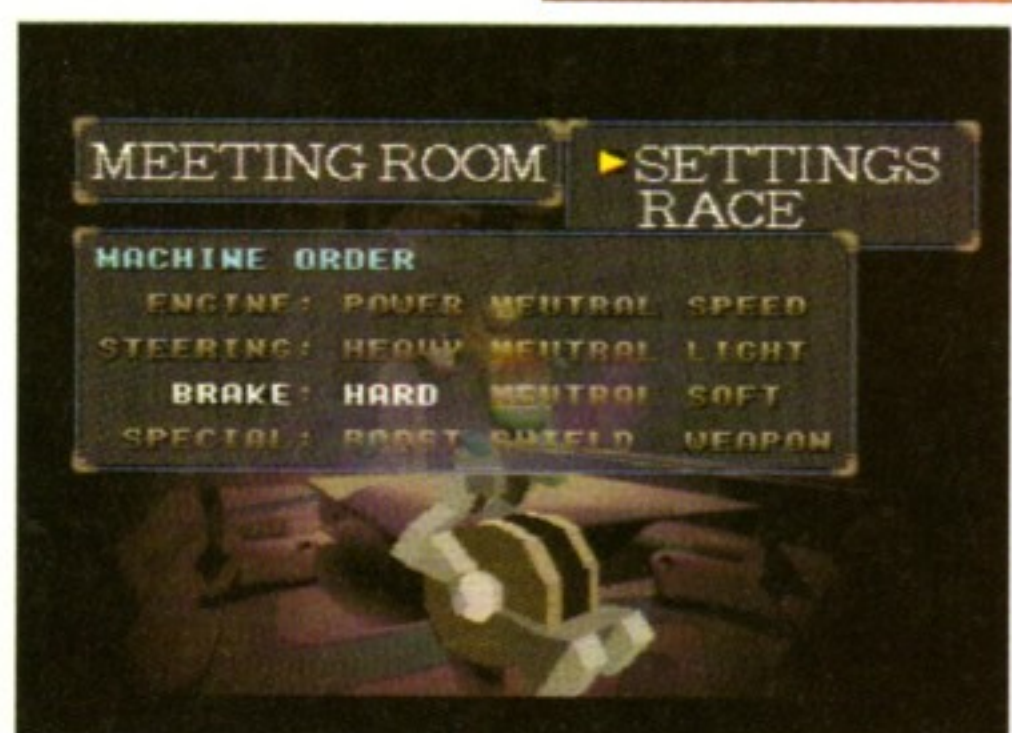 MEETING ROOM
SETTINGS
RACE
MACHINE ORDER
ENGINE: POWER NEUTRAL SPEED
STEERING: HEAVY NEUTRAL LIGHT
BRAKE: HARD NEUTRAL SOFT
SPECIAL: BOOST SHIELD WEAPON